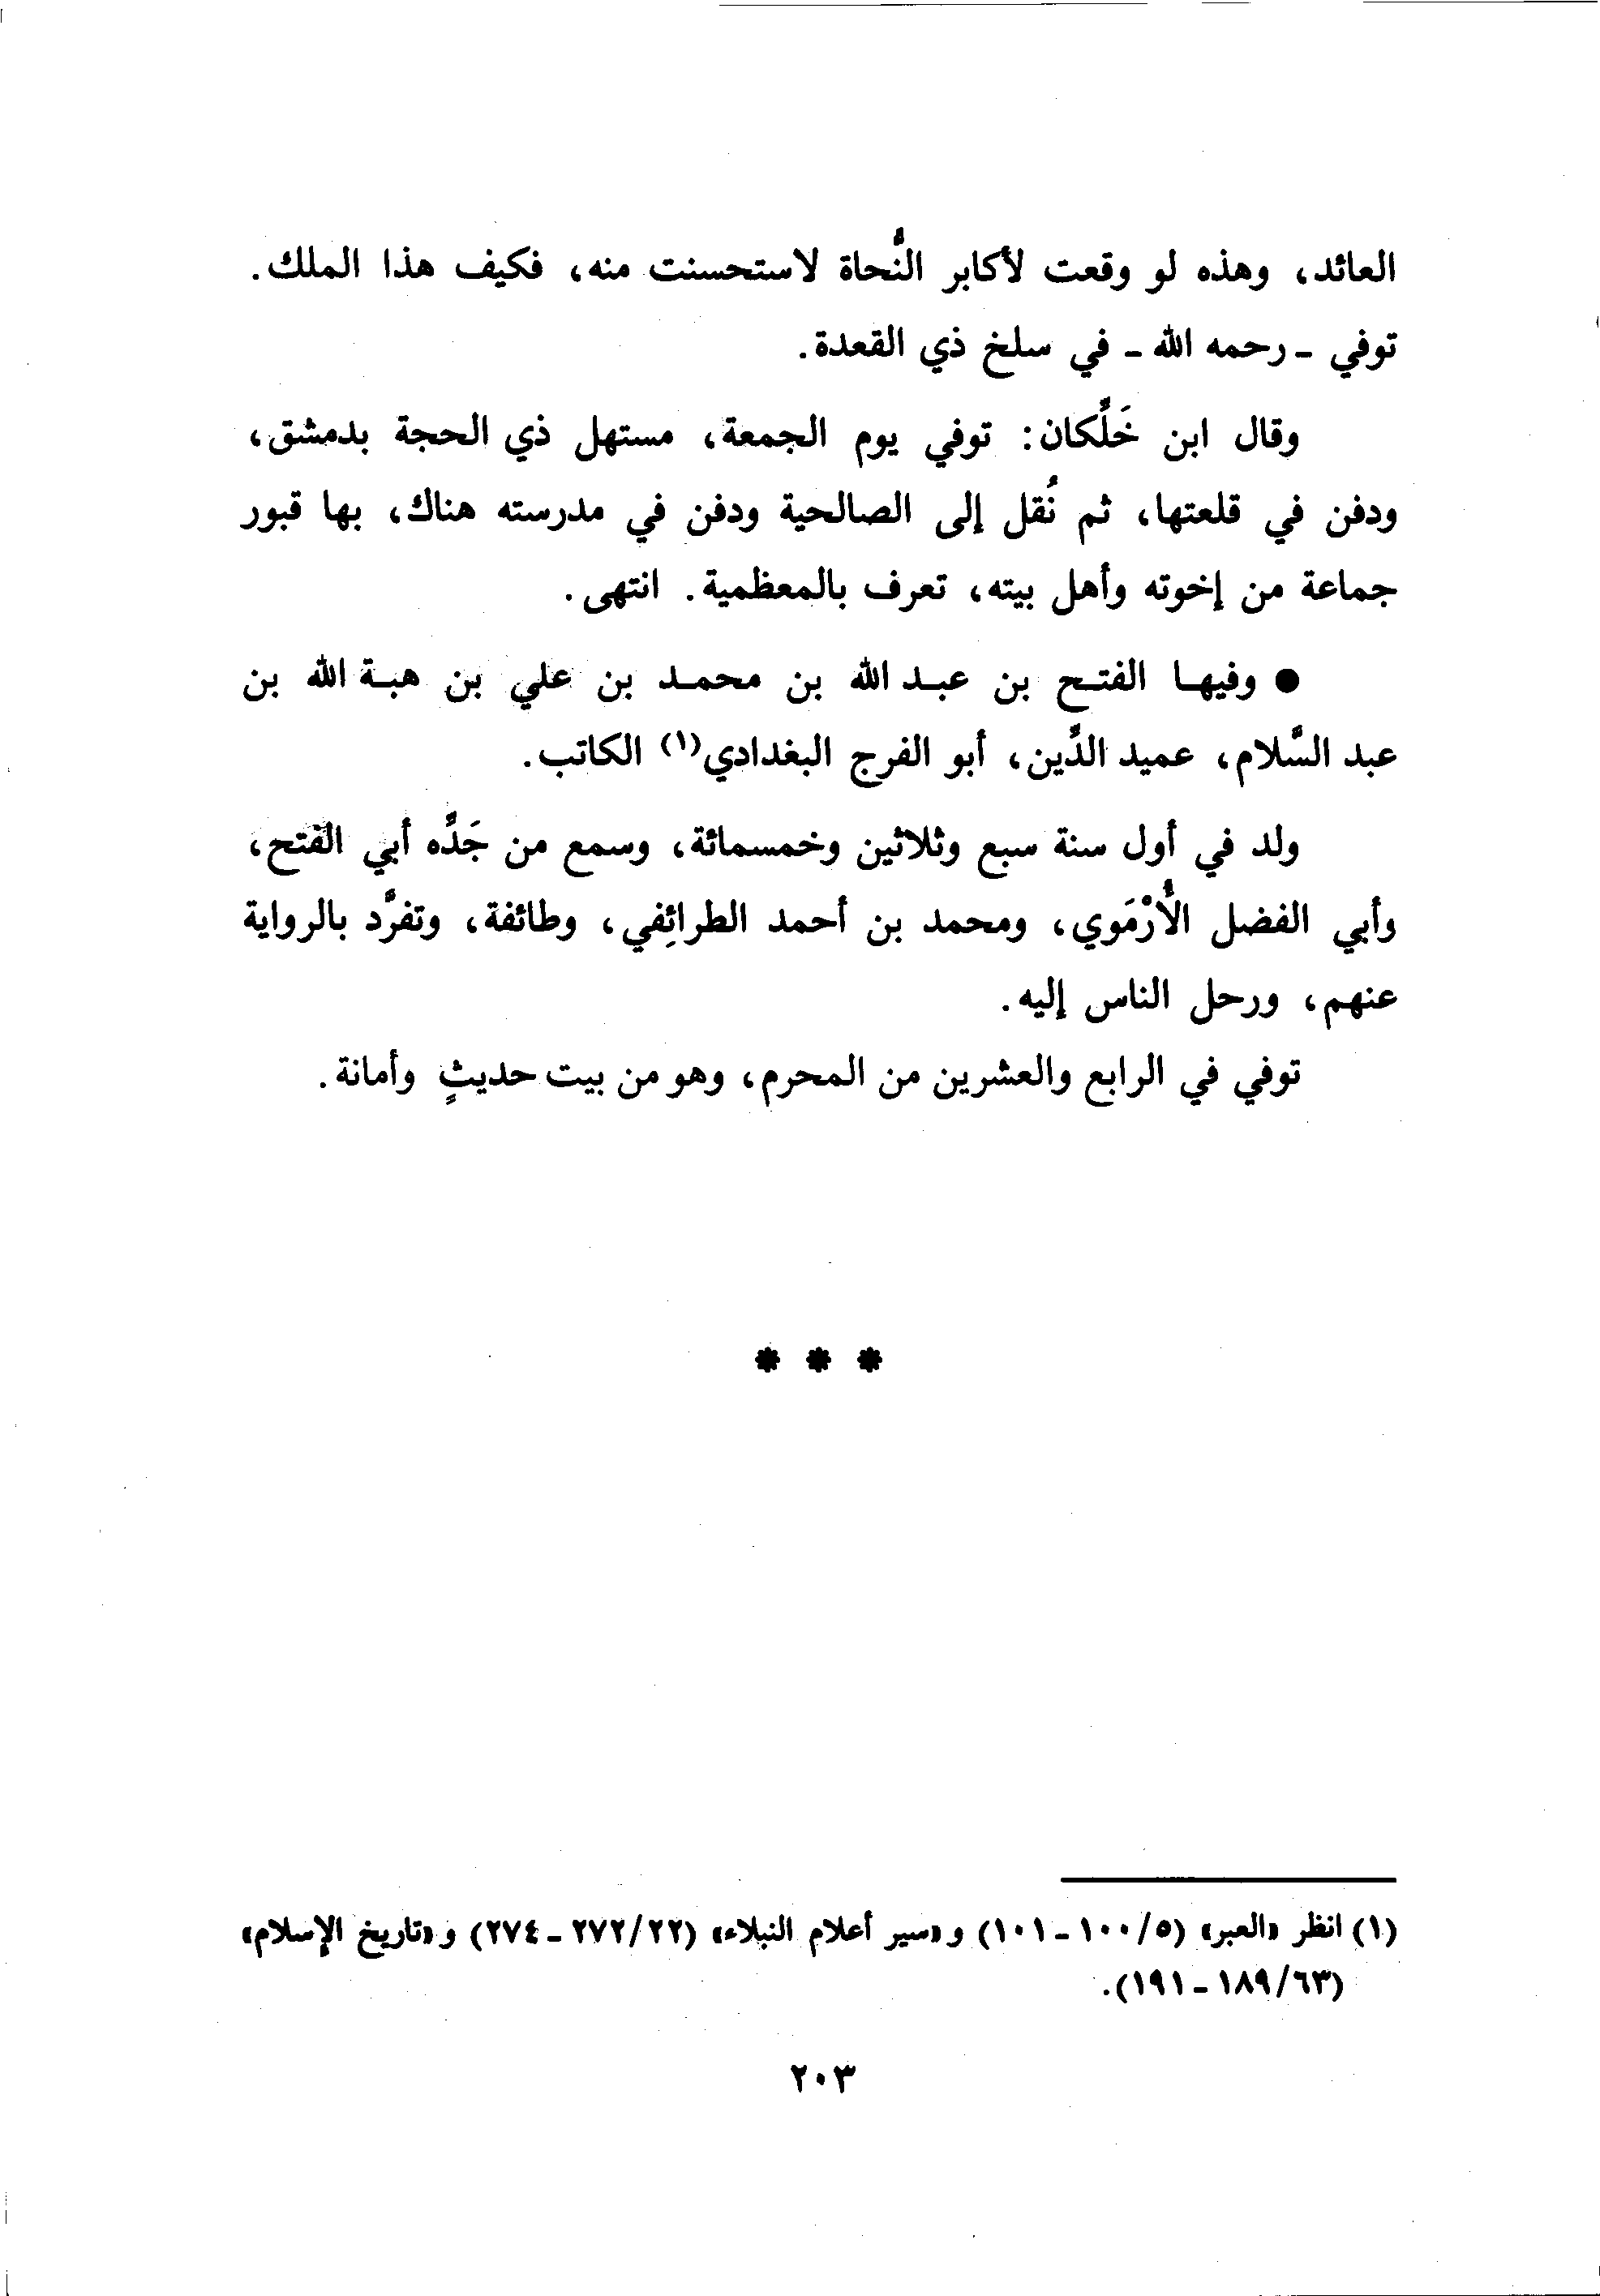 العائد، وهذه لو وقعت لأكابر النُّحاة لاستحسنت منه، فكيف هذا الملك.
توفي ـ رحمه الله ـ في سلخ ذي القعدة.
وقال ابن خَلِّكان: توفي يوم الجمعة، مستهل ذي الحجة بدمشق،
ودفن في قلعتها، ثم نُقل إلى الصالحية ودفن في مدرسته هناك، بها قبور
جماعة من إخوته وأهل بيته، تعرف بالمعظمية. انتهى.
● وفيها الفتح بن عبد الله بن محمد بن علي بن هبة الله بن
عبد السَّلام، عميد الدِّين، أبو الفرج البغدادي(١) الكاتب.
ولد في أول سنة سبع وثلاثين وخمسمائة، وسمع من جَدِّه أبي الفتح،
وأبي الفضل الأُرْمَوي، ومحمد بن أحمد الطرائِفي، وطائفة، وتفرَّد بالرواية
عنهم، ورحل الناس إليه.
توفي في الرابع والعشرين من المحرم، وهو من بيت حديثٍ وأمانة.
* * *
(١) انظر «العبر» (٥/١٠٠ ـ ١٠١) و«سير أعلام النبلاء» (٢٢/٢٧٢ ـ ٢٧٤) و«تاريخ الإسلام»
(٦٣/١٨٩ ـ ١٩١).
٢٠٣